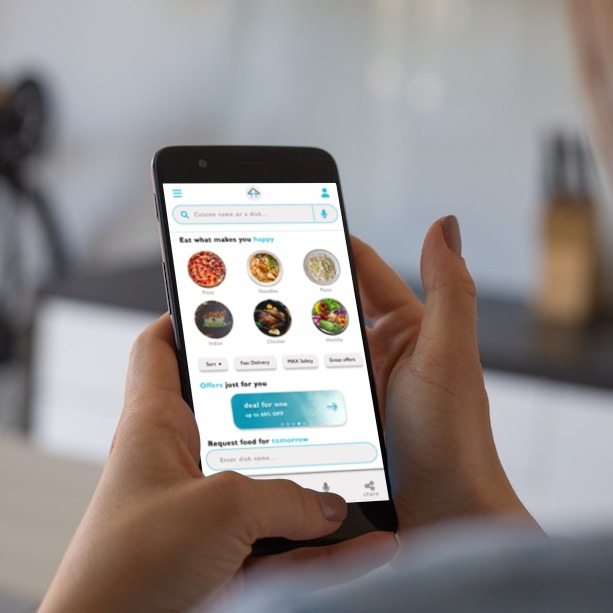 Cuisine name or a dish...
Eat what makes you happy
Pizza
Noodles
Pasta
Indian
Chicken
Healthy
Sort
Fast Delivery
MAX Safety
Great offers
Offers just for you
deal for one
up to 60% OFF
Request food for tomorrow
Enter dish name...
share